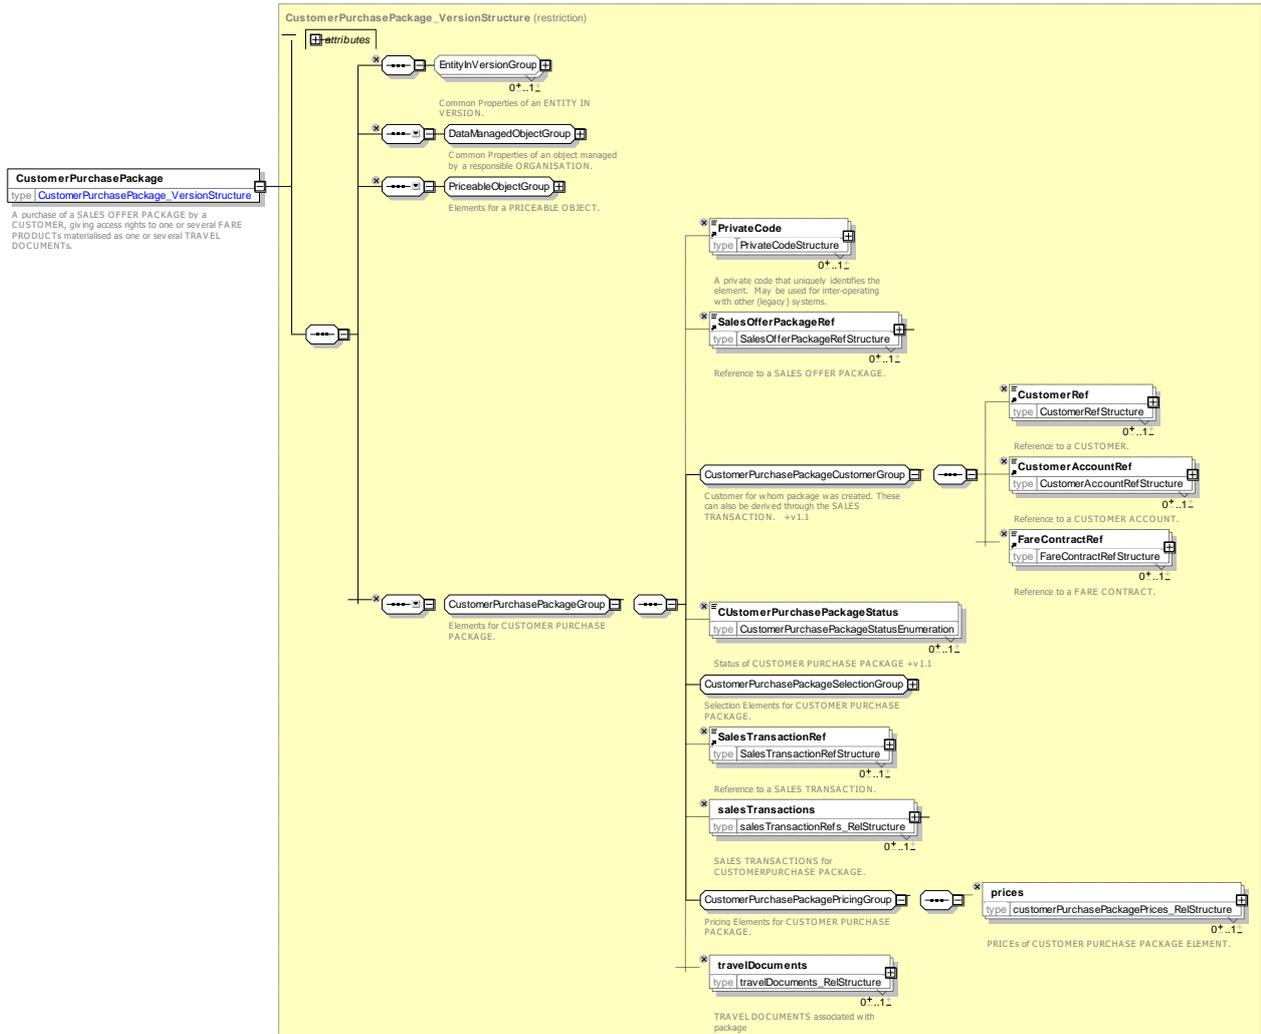 CustomerPurchasePackage_VersionStructure (restriction)
attributes
EntityInVersionGroup
0..1
Common Properties of an ENTITY IN
VERSION.
DataManagedObjectGroup
Common Properties of an object managed
by a responsible ORGANISATION.
CustomerPurchasePackage
type CustomerPurchasePackage_VersionStructure
A purchase of a SALES OFFER PACKAGE by a
CUSTOMER, giving access rights to one or several FARE
PRODUCTs materialised as one or several TRAVEL
DOCUMENTs.
PriceableObjectGroup
Elements for a PRICEABLE OBJECT.
PrivateCode
type PrivateCodeStructure
0..1
A private code that uniquely identifies the
element. May be used for inter-operating
with other (legacy) systems.
SalesOfferPackageRef
type SalesOfferPackageRefStructure
0..1
Reference to a SALES OFFER PACKAGE.
CustomerRef
type CustomerRefStructure
0..1
Reference to a CUSTOMER.
CustomerPurchasePackageCustomerGroup
Customer for whom package was created. These
can also be derived through the SALES
TRANSACTION. +v1.1
CustomerAccountRef
type CustomerAccountRefStructure
0..1
Reference to a CUSTOMER ACCOUNT.
FareContractRef
type FareContractRefStructure
0..1
Reference to a FARE CONTRACT.
CustomerPurchasePackageGroup
Elements for CUSTOMER PURCHASE
PACKAGE.
CUstomerPurchasePackageStatus
type CustomerPurchasePackageStatusEnumeration
0..1
Status of CUSTOMER PURCHASE PACKAGE +v1.1
CustomerPurchasePackageSelectionGroup
Selection Elements for CUSTOMER PURCHASE
PACKAGE.
SalesTransactionRef
type SalesTransactionRefStructure
0..1
Reference to a SALES TRANSACTION.
salesTransactions
type salesTransactionRefs_RelStructure
0..1
SALES TRANSACTIONS for
CUSTOMERPURCHASE PACKAGE.
CustomerPurchasePackagePricingGroup
Pricing Elements for CUSTOMER PURCHASE
PACKAGE.
prices
type customerPurchasePackagePrices_RelStructure
0..1
PRICEs of CUSTOMER PURCHASE PACKAGE ELEMENT.
travelDocuments
type travelDocuments_RelStructure
0..1
TRAVEL DOCUMENTS associated with
package